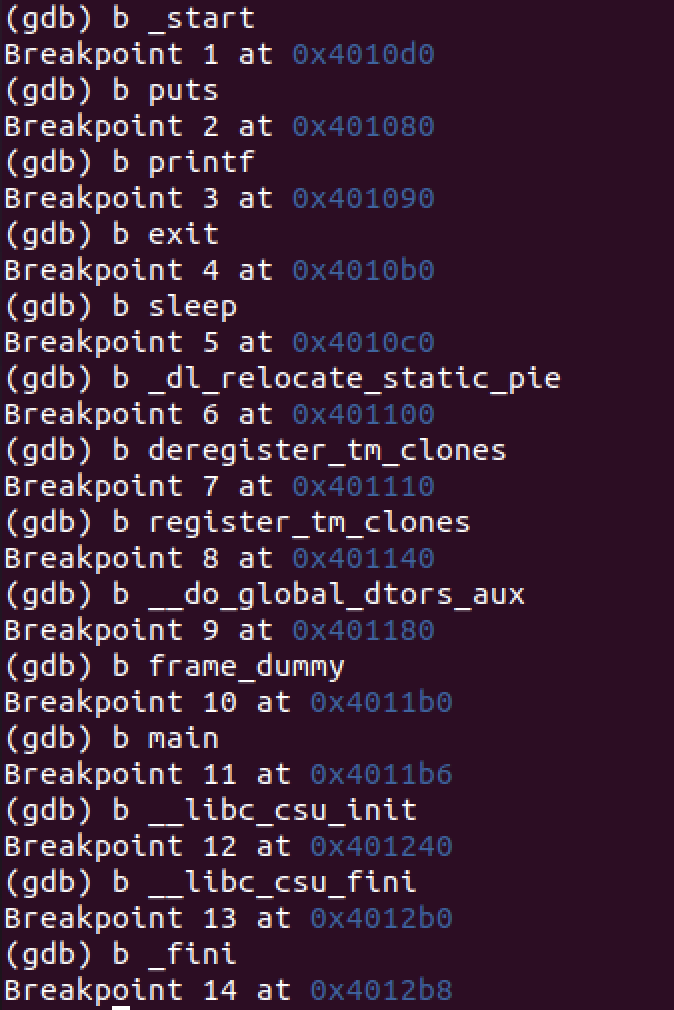 (gdb) b _start
Breakpoint 1 at 0x4010d0
(gdb) b puts
Breakpoint 2 at 0x401080
(gdb) b printf
Breakpoint 3 at 0x401090
(gdb) b exit
Breakpoint 4 at 0x4010b0
(gdb) b sleep
Breakpoint 5 at 0x4010c0
(gdb) b _dl_relocate_static_pie
Breakpoint 6 at 0x401100
(gdb) b deregister_tm_clones
Breakpoint 7 at 0x401110
(gdb) b register_tm_clones
Breakpoint 8 at 0x401140
(gdb) b __do_global_dtors_aux
Breakpoint 9 at 0x401180
(gdb) b frame_dummy
Breakpoint 10 at 0x4011b0
(gdb) b main
Breakpoint 11 at 0x4011b6
(gdb) b __libc_csu_init
Breakpoint 12 at 0x401240
(gdb) b __libc_csu_fini
Breakpoint 13 at 0x4012b0
(gdb) b _fini
Breakpoint 14 at 0x4012b8